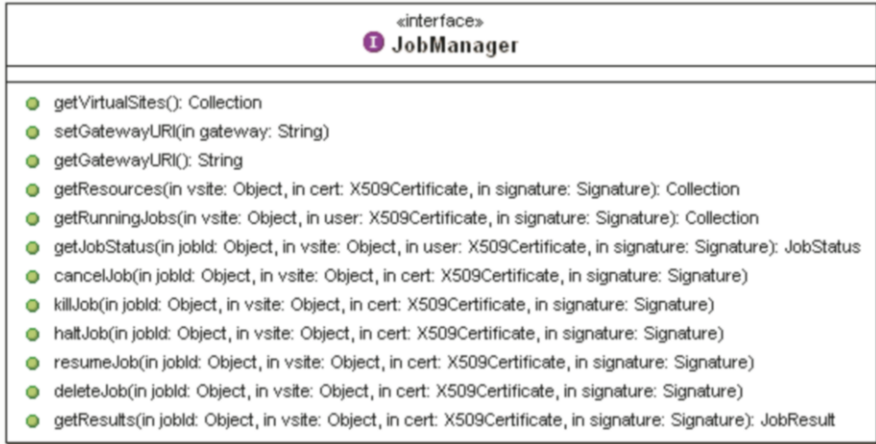 «interface»
I JobManager
getVirtualSites(): Collection
setGatewayURI(in gateway: String)
getGatewayURI(): String
getResources(in vsite: Object, in cert: X509Certificate, in signature: Signature): Collection
getRunningJobs(in vsite: Object, in user: X509Certificate, in signature: Signature): Collection
getJobStatus(in jobId: Object, in vsite: Object, in user: X509Certificate, in signature: Signature): JobStatus
cancelJob(in jobId: Object, in vsite: Object, in cert: X509Certificate, in signature: Signature)
killJob(in jobId: Object, in vsite: Object, in cert: X509Certificate, in signature: Signature)
haltJob(in jobId: Object, in vsite: Object, in cert: X509Certificate, in signature: Signature)
resumeJob(in jobId: Object, in vsite: Object, in cert: X509Certificate, in signature: Signature)
deleteJob(in jobId: Object, in vsite: Object, in cert: X509Certificate, in signature: Signature)
getResults(in jobId: Object, in vsite: Object, in cert: X509Certificate, in signature: Signature): JobResult